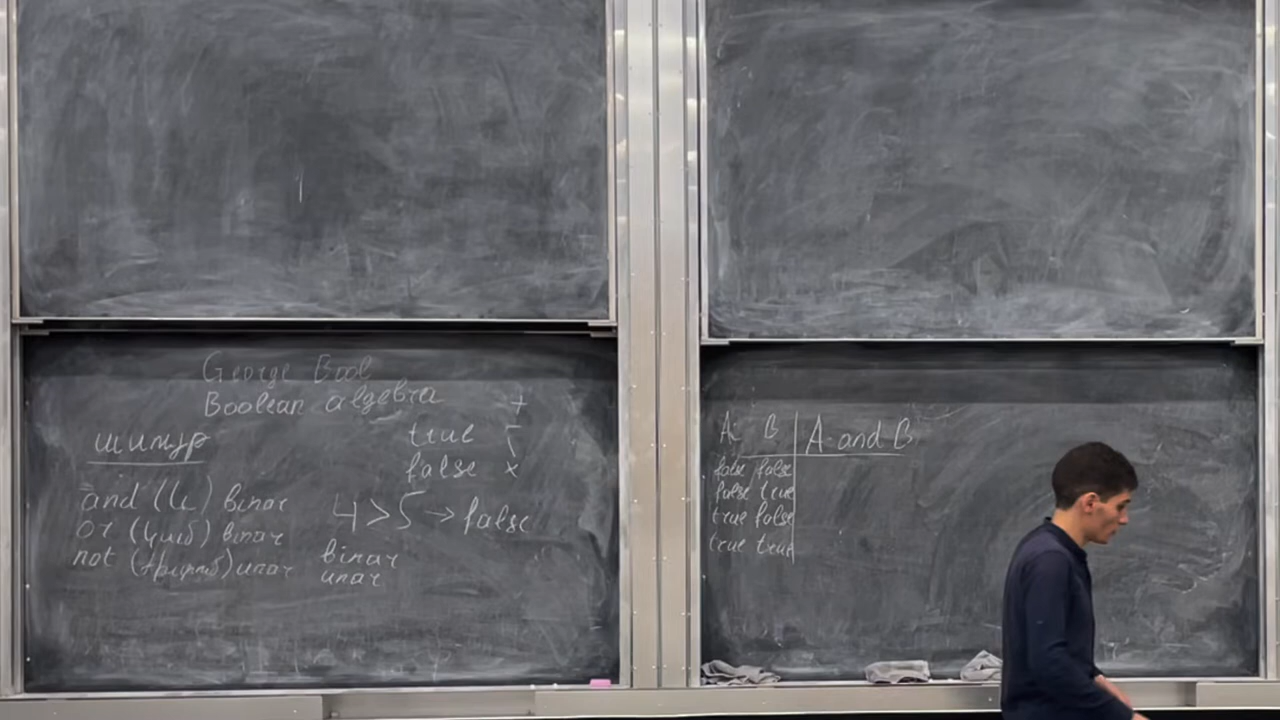 George Bool
Boolean algebra
true
false ×
and (և) binar
or (կամ) binar
not (ժխտում) unar
4>5 → false
binar
unar
A B A and B
false false
false true
true false
true true